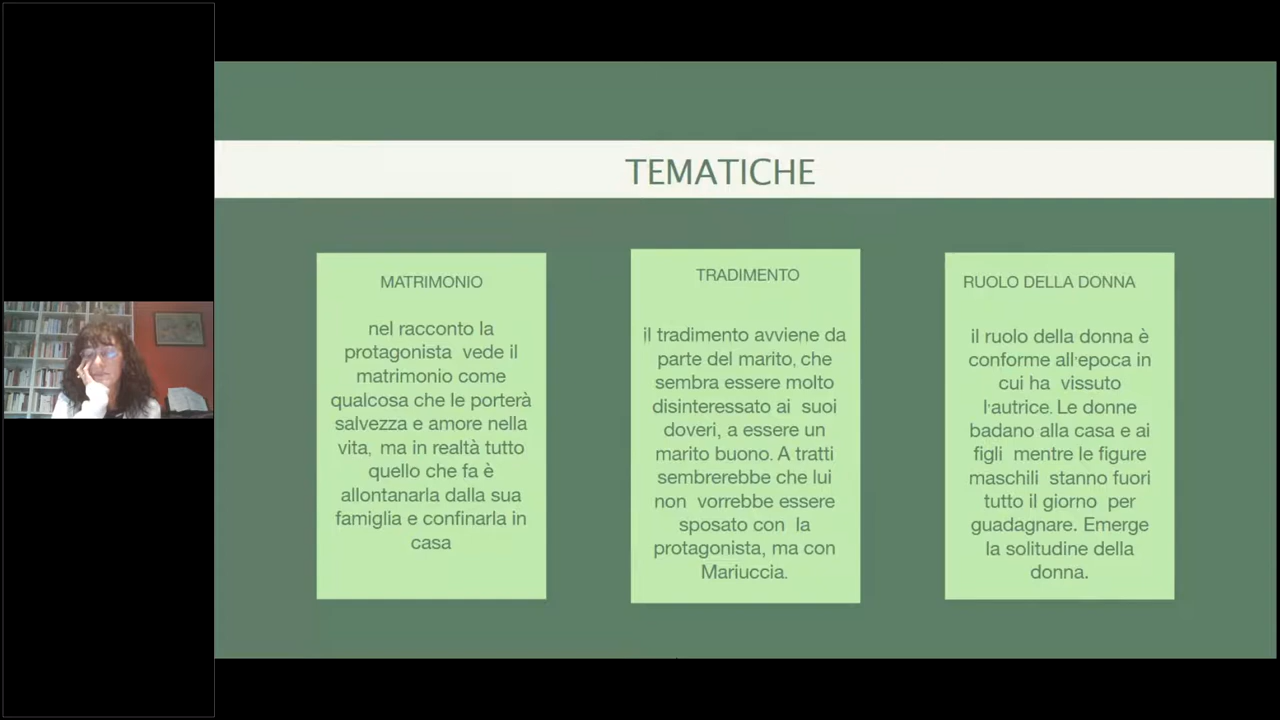 TEMATICHE
MATRIMONIO
nel racconto la
protagonista vede il
matrimonio come
qualcosa che le porterà
salvezza e amore nella
vita, ma in realtà tutto
quello che fa è
allontanarla dalla sua
famiglia e confinarla in
casa
TRADIMENTO
il tradimento avviene da
parte del marito, che
sembra essere molto
disinteressato ai suoi
doveri, a essere un
marito buono. A tratti
sembrerebbe che lui
non vorrebbe essere
sposato con la
protagonista, ma con
Mariuccia.
RUOLO DELLA DONNA
il ruolo della donna è
conforme all'epoca in
cui ha vissuto
l'autrice. Le donne
badano alla casa e ai
figli mentre le figure
maschili stanno fuori
tutto il giorno per
guadagnare. Emerge
la solitudine della
donna.